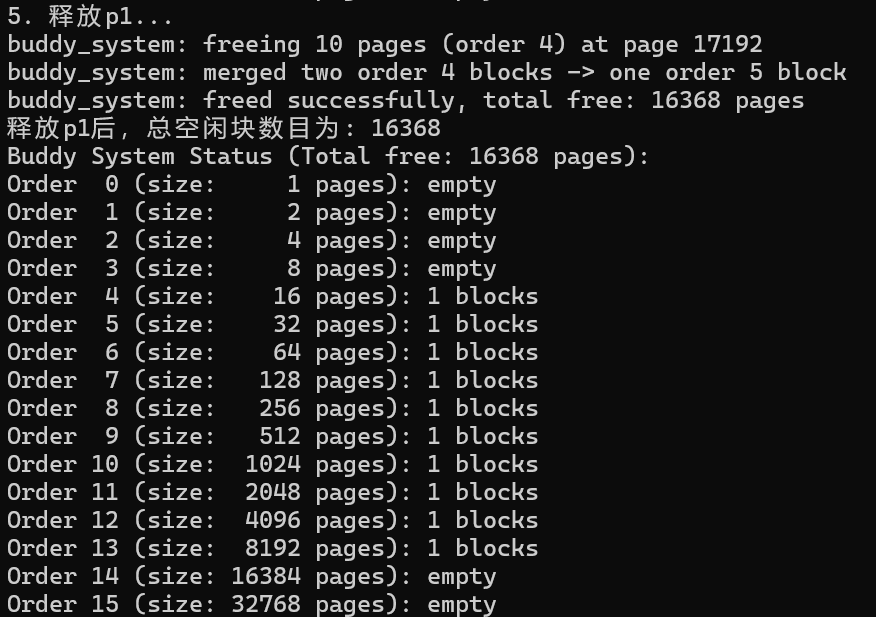 5. 释放p1...
buddy_system: freeing 10 pages (order 4) at page 17192
buddy_system: merged two order 4 blocks -> one order 5 block
buddy_system: freed successfully, total free: 16368 pages
释放p1后，总空闲块数目为: 16368
Buddy System Status (Total free: 16368 pages):
Order  0 (size:     1 pages): empty
Order  1 (size:     2 pages): empty
Order  2 (size:     4 pages): empty
Order  3 (size:     8 pages): empty
Order  4 (size:    16 pages): 1 blocks
Order  5 (size:    32 pages): 1 blocks
Order  6 (size:    64 pages): 1 blocks
Order  7 (size:   128 pages): 1 blocks
Order  8 (size:   256 pages): 1 blocks
Order  9 (size:   512 pages): 1 blocks
Order 10 (size:  1024 pages): 1 blocks
Order 11 (size:  2048 pages): 1 blocks
Order 12 (size:  4096 pages): 1 blocks
Order 13 (size:  8192 pages): 1 blocks
Order 14 (size: 16384 pages): empty
Order 15 (size: 32768 pages): empty